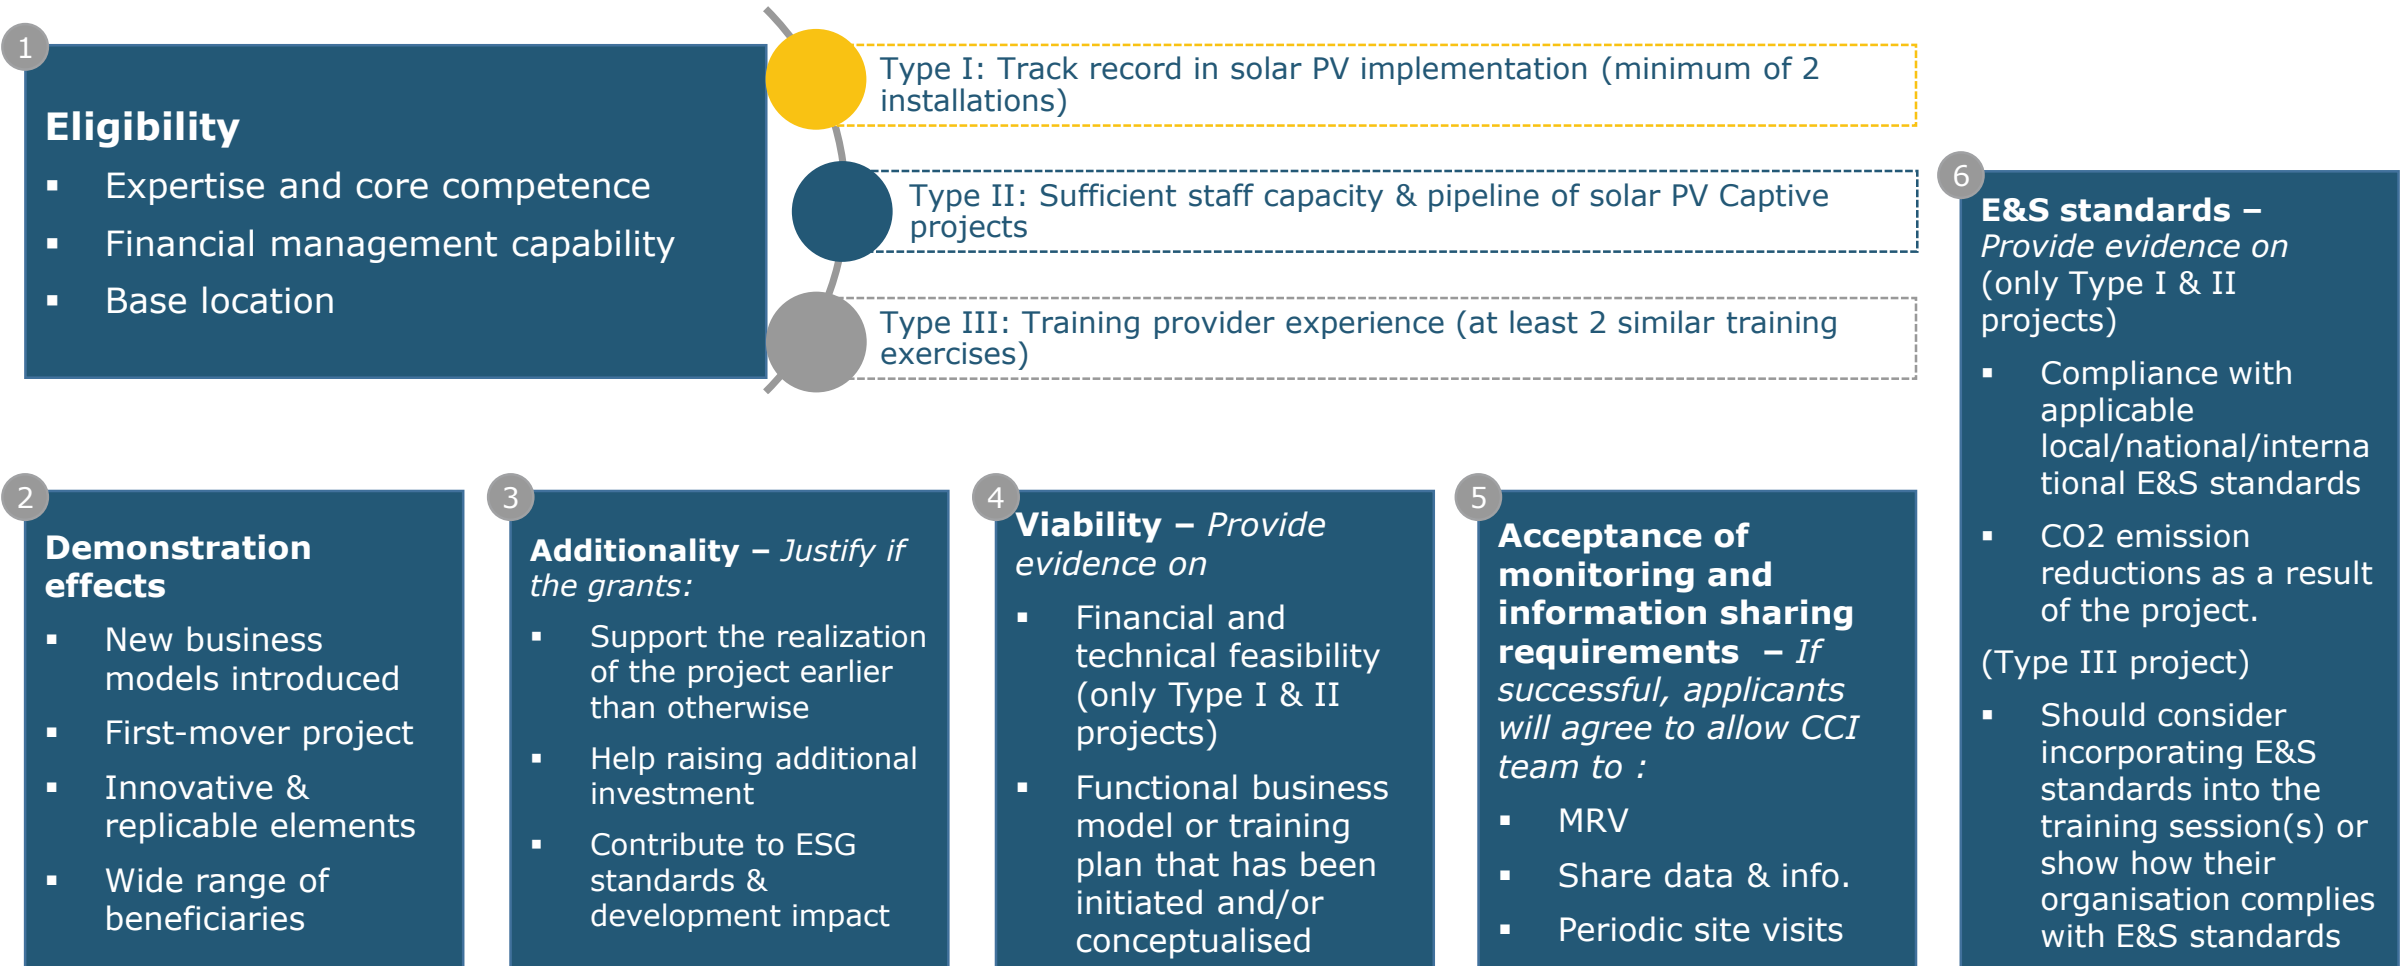 1
Eligibility
▪ Expertise and core competence
▪ Financial management capability
▪ Base location
Type I: Track record in solar PV implementation (minimum of 2
installations)
Type II: Sufficient staff capacity & pipeline of solar PV Captive
projects
Type III: Training provider experience (at least 2 similar training
exercises)
2
Demonstration
effects
▪ New business
models introduced
▪ First-mover project
▪ Innovative &
replicable elements
▪ Wide range of
beneficiaries
3
Additionality – Justify if
the grants:
▪ Support the realization
of the project earlier
than otherwise
▪ Help raising additional
investment
▪ Contribute to ESG
standards &
development impact
4
Viability – Provide
evidence on
▪ Financial and
technical feasibility
(only Type I & II
projects)
▪ Functional business
model or training
plan that has been
initiated and/or
conceptualised
5
Acceptance of
monitoring and
information sharing
requirements – If
successful, applicants
will agree to allow CCI
team to :
▪ MRV
▪ Share data & info.
▪ Periodic site visits
6
E&S standards –
Provide evidence on
(only Type I & II
projects)
▪ Compliance with
applicable
local/national/interna
tional E&S standards
▪ CO2 emission
reductions as a result
of the project.
(Type III project)
▪ Should consider
incorporating E&S
standards into the
training session(s) or
show how their
organisation complies
with E&S standards